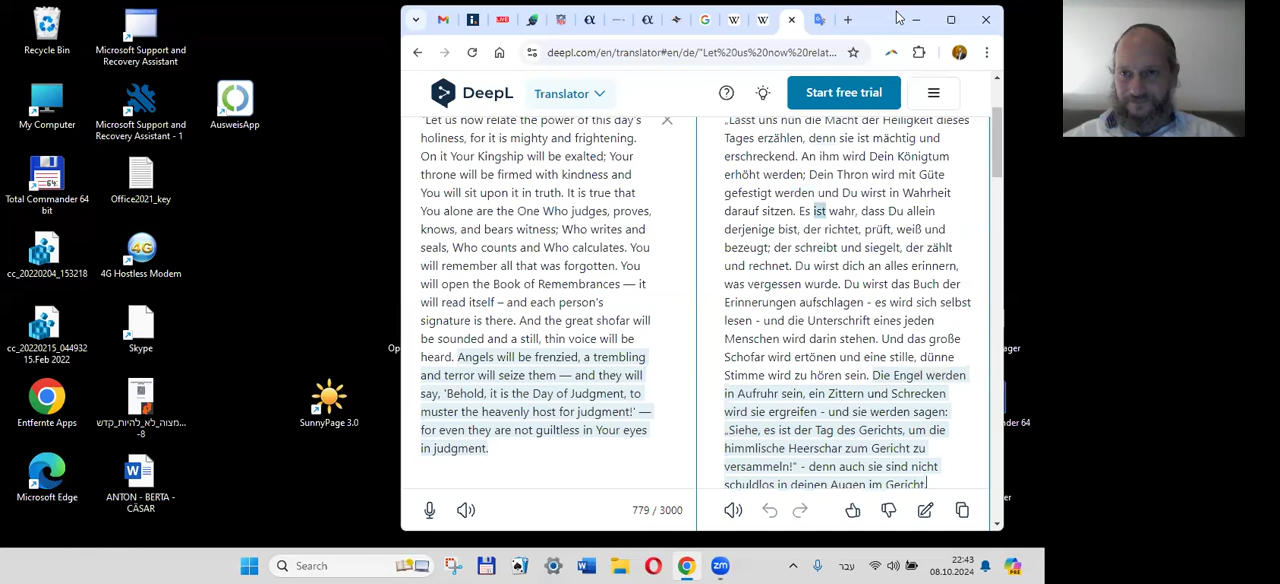 Recycle Bin
Microsoft Support and
Recovery Assistant
My Computer
Microsoft Support and
Recovery Assistant - 1
AusweisApp
Total Commander 64
bit
Office2021_key
cc_20220204_153218
4G Hostless Modem
cc_20220215_044932
15.Feb 2022
Skype
Entfernte Apps
...מצוה_לא_להיות_קדש
-8
SunnyPage 3.0
Microsoft Edge
ANTON - BERTA -
CÄSAR
deepl.com/en/translator#en/de/"Let%20us%20now%20relat...
DeepL
Translator
Start free trial
"Let us now relate the power of this day's
holiness, for it is mighty and frightening.
On it Your Kingship will be exalted; Your
throne will be firmed with kindness and
You will sit upon it in truth. It is true that
You alone are the One Who judges, proves,
knows, and bears witness; Who writes and
seals, Who counts and Who calculates. You
will remember all that was forgotten. You
will open the Book of Remembrances — it
will read itself – and each person's
signature is there. And the great shofar will
be sounded and a still, thin voice will be
heard. Angels will be frenzied, a trembling
and terror will seize them — and they will
say, 'Behold, it is the Day of Judgment, to
muster the heavenly host for judgment!' —
for even they are not guiltless in Your eyes
in judgment.
779 / 3000
„Lasst uns nun die Macht der Heiligkeit dieses
Tages erzählen, denn sie ist mächtig und
erschreckend. An ihm wird Dein Königtum
erhöht werden; Dein Thron wird mit Güte
gefestigt werden und Du wirst in Wahrheit
darauf sitzen. Es ist wahr, dass Du allein
derjenige bist, der richtet, prüft, weiß und
bezeugt; der schreibt und siegelt, der zählt
und rechnet. Du wirst dich an alles erinnern,
was vergessen wurde. Du wirst das Buch der
Erinnerungen aufschlagen - es wird sich selbst
lesen - und die Unterschrift eines jeden
Menschen wird darin stehen. Und das große
Schofar wird ertönen und eine stille, dünne
Stimme wird zu hören sein. Die Engel werden
in Aufruhr sein, ein Zittern und Schrecken
wird sie ergreifen - und sie werden sagen:
„Siehe, es ist der Tag des Gerichts, um die
himmlische Heerschar zum Gericht zu
versammeln!" - denn auch sie sind nicht
schuldlos in deinen Augen im Gericht.
Op
ager
64
er
Search
עבר
22:43
08.10.2024